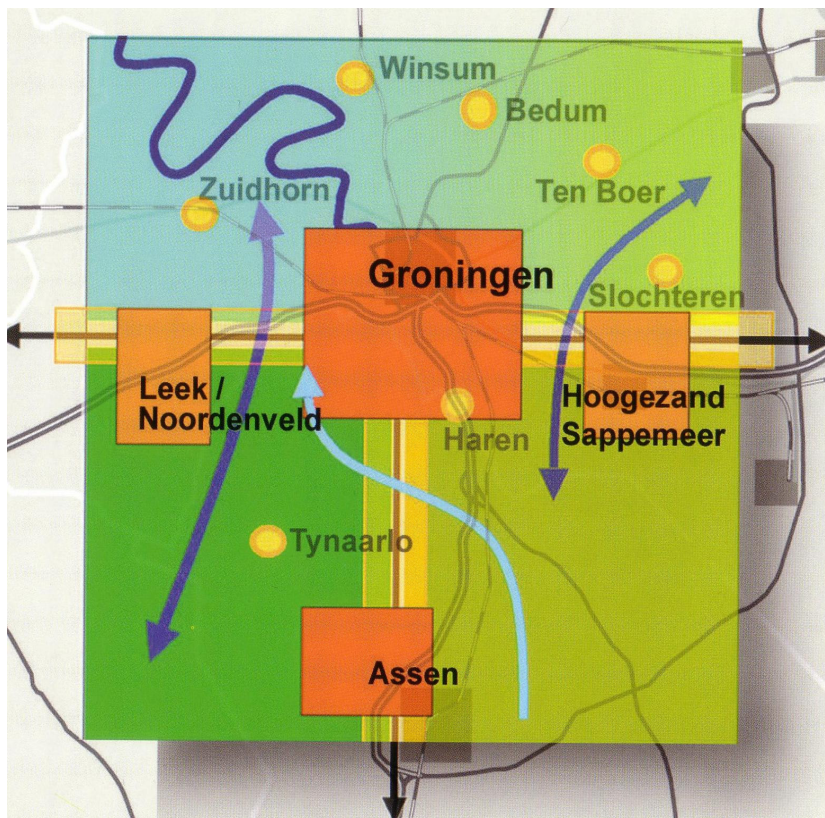 Winsum
Bedum
Zuidhorn
Ten Boer
Groningen
Slochteren
Leek /
Noordenveld
Hoogezand
Sappemeer
Haren
Tynaarlo
Assen